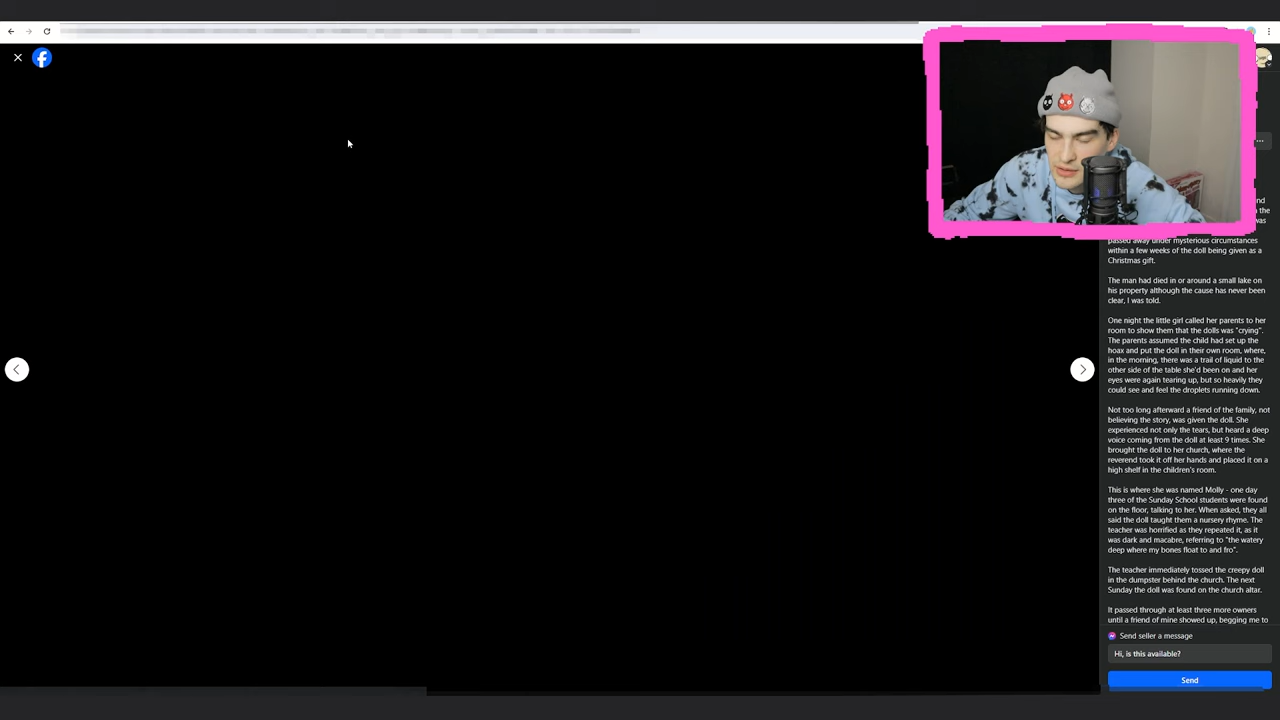 and
the
was
passed away under mysterious circumstances
within a few weeks of the doll being given as a
Christmas gift.
The man had died in or around a small lake on
his property although the cause has never been
clear, I was told.
One night the little girl called her parents to her
room to show them that the dolls was "crying".
The parents assumed the child had set up the
hoax and put the doll in their own room, where,
in the morning, there was a trail of liquid to the
other side of the table she'd been on and her
eyes were again tearing up, but so heavily they
could see and feel the droplets running down.
Not too long afterward a friend of the family, not
believing the story, was given the doll. She
experienced not only the tears, but heard a deep
voice coming from the doll at least 9 times. She
brought the doll to her church, where the
reverend took it off her hands and placed it on a
high shelf in the children's room.
This is where she was named Molly - one day
three of the Sunday School students were found
on the floor, talking to her. When asked, they all
said the doll taught them a nursery rhyme. The
teacher was horrified as they repeated it, as it
was dark and macabre, referring to "the watery
deep where my bones float to and fro".
The teacher immediately tossed the creepy doll
in the dumpster behind the church. The next
Sunday the doll was found on the church altar.
It passed through at least three more owners
until a friend of mine showed up, begging me to
Send seller a message
Hi, is this available?
Send